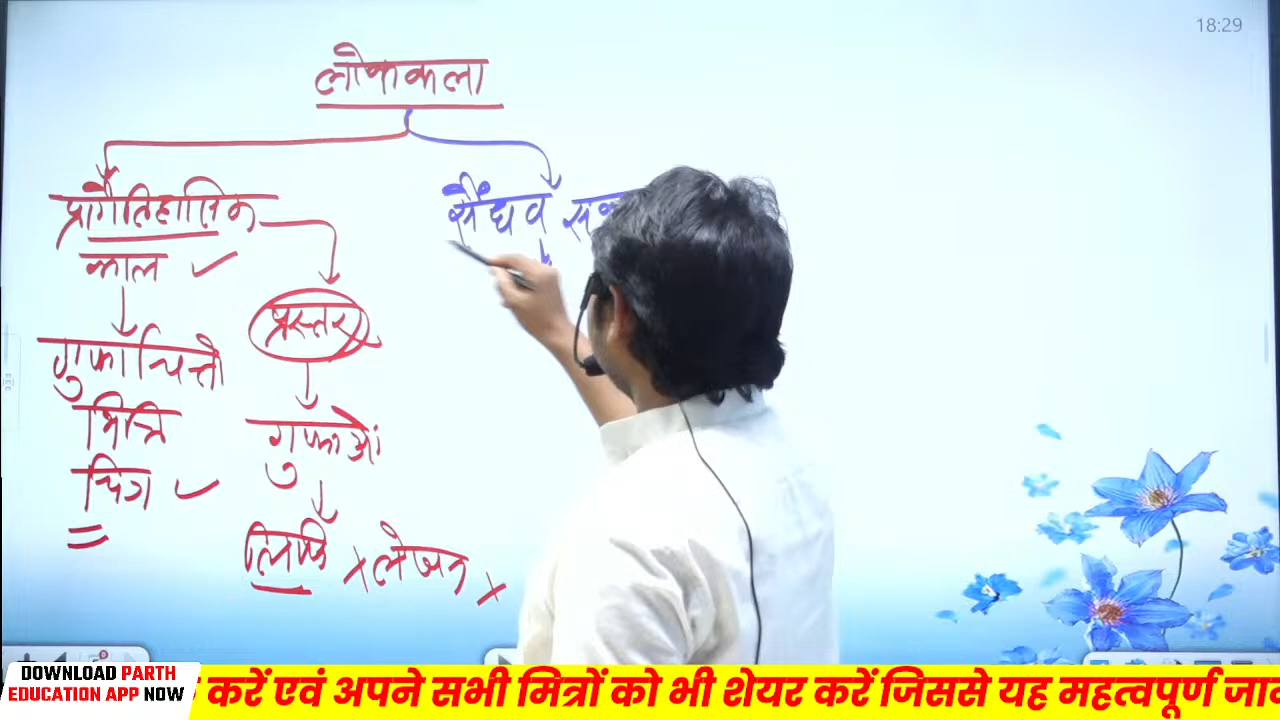 18:29
लोककला
प्रागैतिहासिक
काल
गुफाचित्रो
भित्ति
चित्र
प्रस्तर
गुफाओं
लिपि x लेखन x
सैंधव
DOWNLOAD PARTH
EDUCATION APP NOW
करें एवं अपने सभी मित्रों को भी शेयर करें जिससे यह महत्वपूर्ण